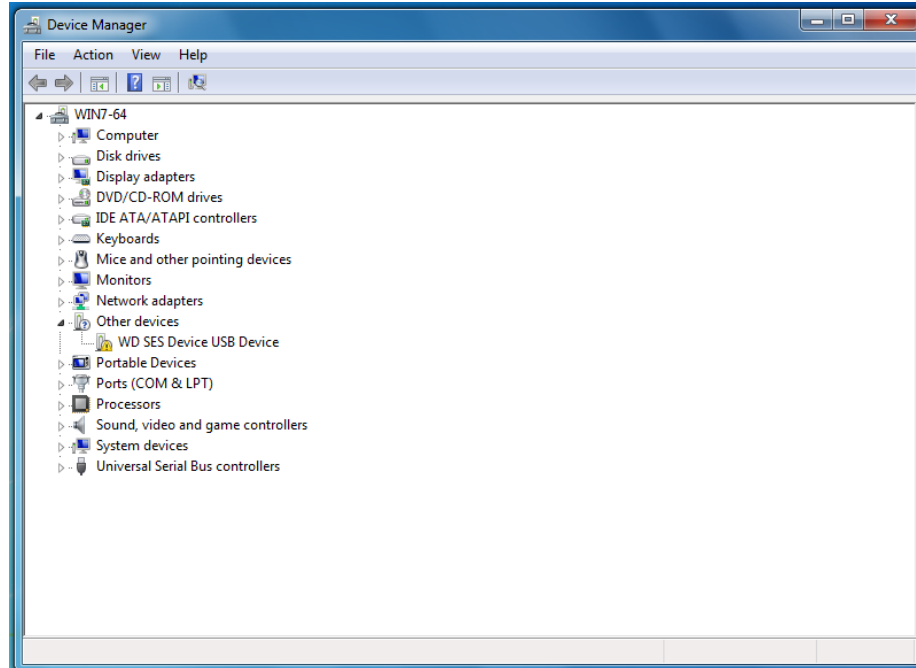 Device Manager
File Action View Help
WIN7-64
Computer
Disk drives
Display adapters
DVD/CD-ROM drives
IDE ATA/ATAPI controllers
Keyboards
Mice and other pointing devices
Monitors
Network adapters
Other devices
WD SES Device USB Device
Portable Devices
Ports (COM & LPT)
Processors
Sound, video and game controllers
System devices
Universal Serial Bus controllers